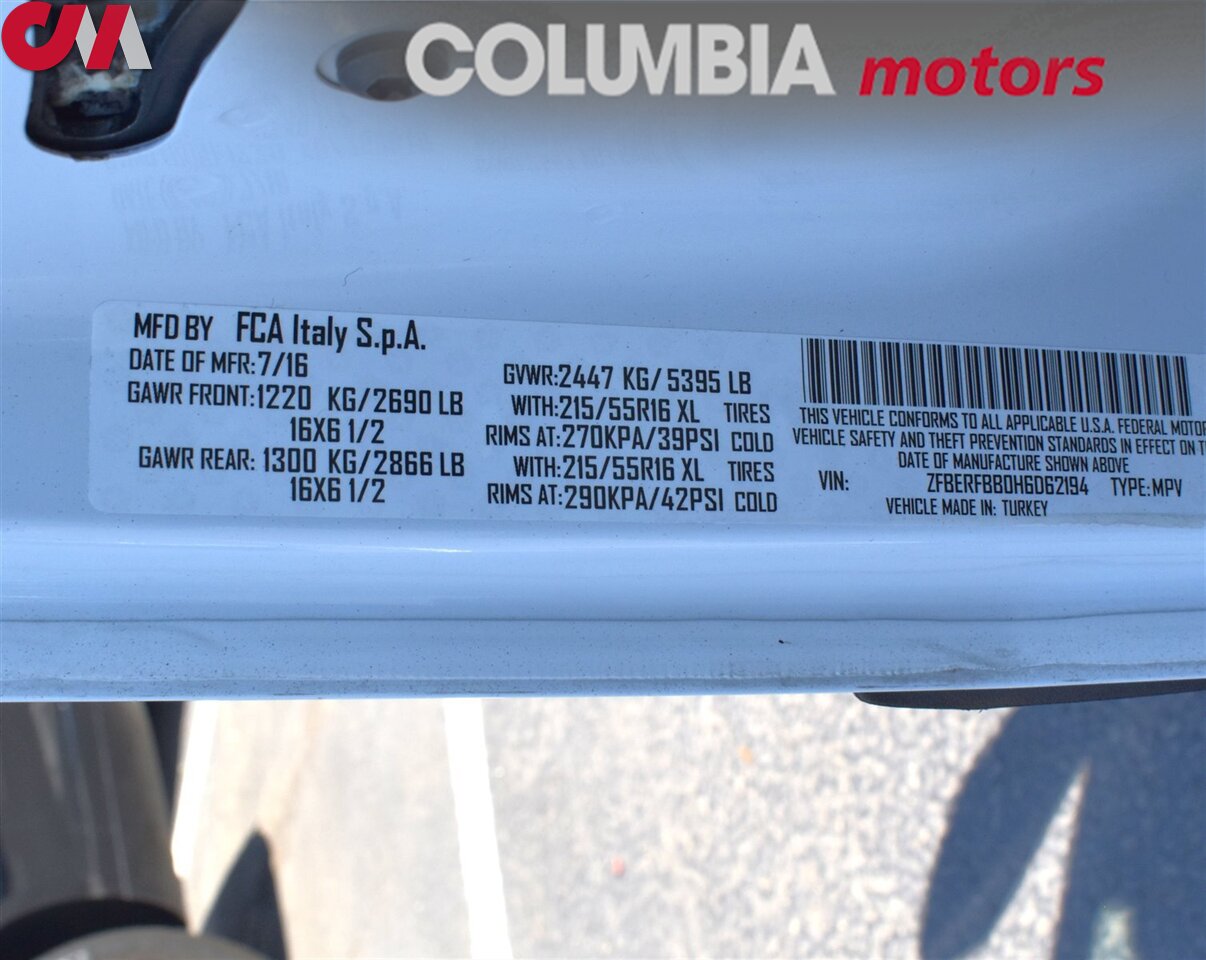 CM
COLUMBIA motors
MFD BY FCA Italy S.p.A.
DATE OF MFR:7/16
GAWR FRONT:1220 KG/2690 LB
16X6 1/2
GAWR REAR: 1300 KG/2866 LB
16X6 1/2
GVWR:2447 KG/ 5395 LB
WITH:215/55R16 XL TIRES
RIMS AT:270KPA/39PSI COLD
WITH:215/55R16 XL TIRES
RIMS AT:290KPA/42PSI COLD
THIS VEHICLE CONFORMS TO ALL APPLICABLE U.S.A. FEDERAL MOTOR
VEHICLE SAFETY AND THEFT PREVENTION STANDARDS IN EFFECT ON
DATE OF MANUFACTURE SHOWN ABOVE
VIN: ZFBERFBB0H6D62194 TYPE:MPV
VEHICLE MADE IN: TURKEY